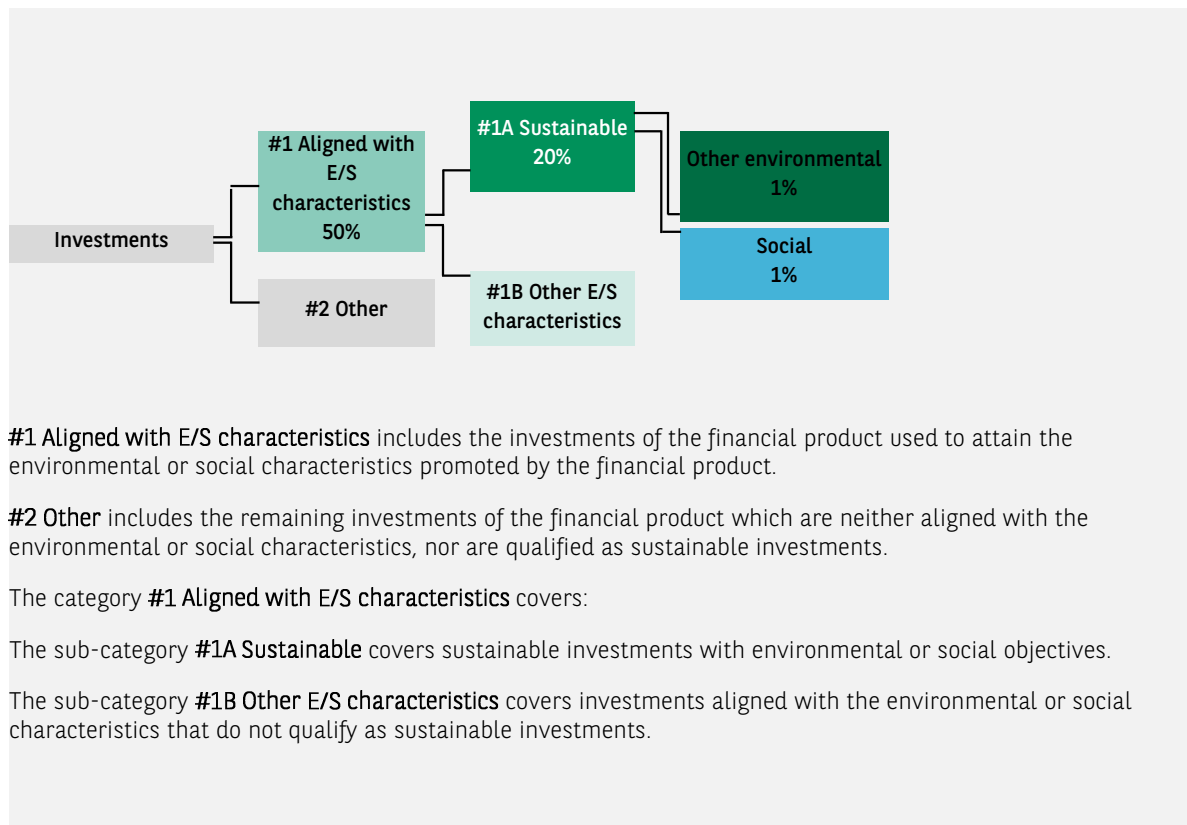 #1A Sustainable
20%
#1 Aligned with
E/S
characteristics
50%
Other environmental
1%
Investments
Social
1%
#2 Other
#1B Other E/S
characteristics
#1 Aligned with E/S characteristics includes the investments of the financial product used to attain the
environmental or social characteristics promoted by the financial product.
#2 Other includes the remaining investments of the financial product which are neither aligned with the
environmental or social characteristics, nor are qualified as sustainable investments.
The category #1 Aligned with E/S characteristics covers:
The sub-category #1A Sustainable covers sustainable investments with environmental or social objectives.
The sub-category #1B Other E/S characteristics covers investments aligned with the environmental or social
characteristics that do not qualify as sustainable investments.